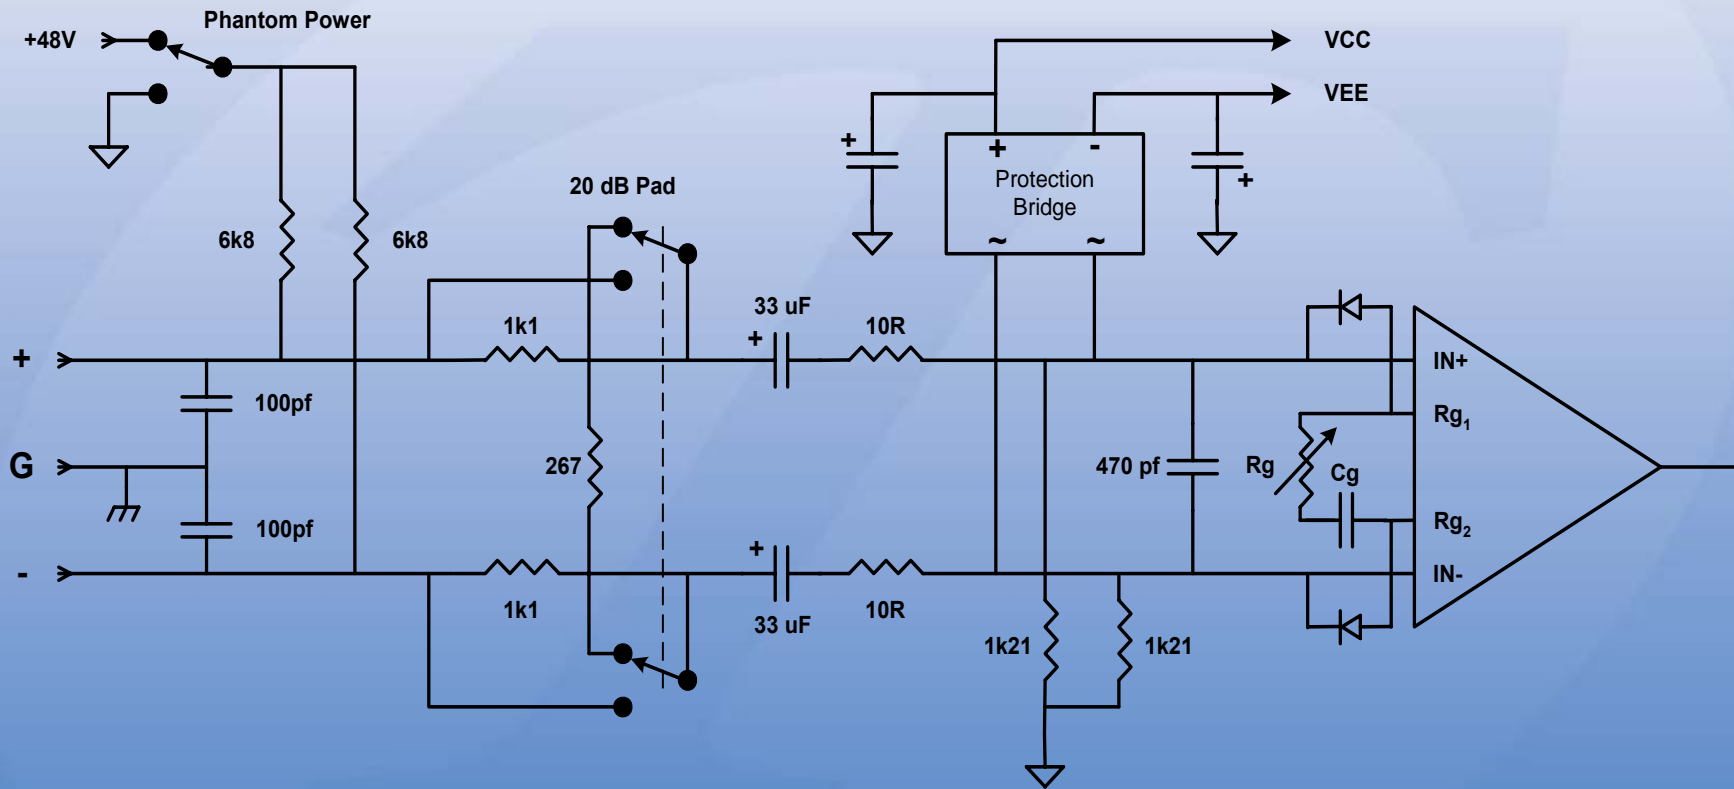 Phantom Power
+48V
VCC
VEE
+
+ -
Protection
Bridge
~ ~
+
20 dB Pad
6k8
6k8
33 uF
+
1k1
10R
+
IN+
100pf
Rg1
G
267
470 pf
Rg
Cg
100pf
Rg2
+
-
IN-
1k1
10R
33 uF
1k21
1k21